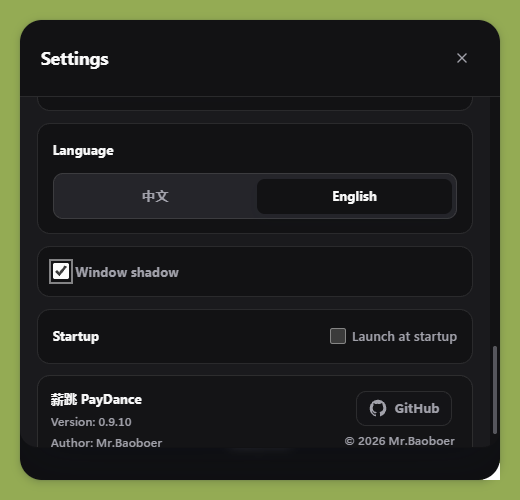 Settings
Language
中文 English
Window shadow
Startup Launch at startup
薪跳 PayDance
GitHub
Version: 0.9.10
Author: Mr.Baoboer © 2026 Mr.Baoboer